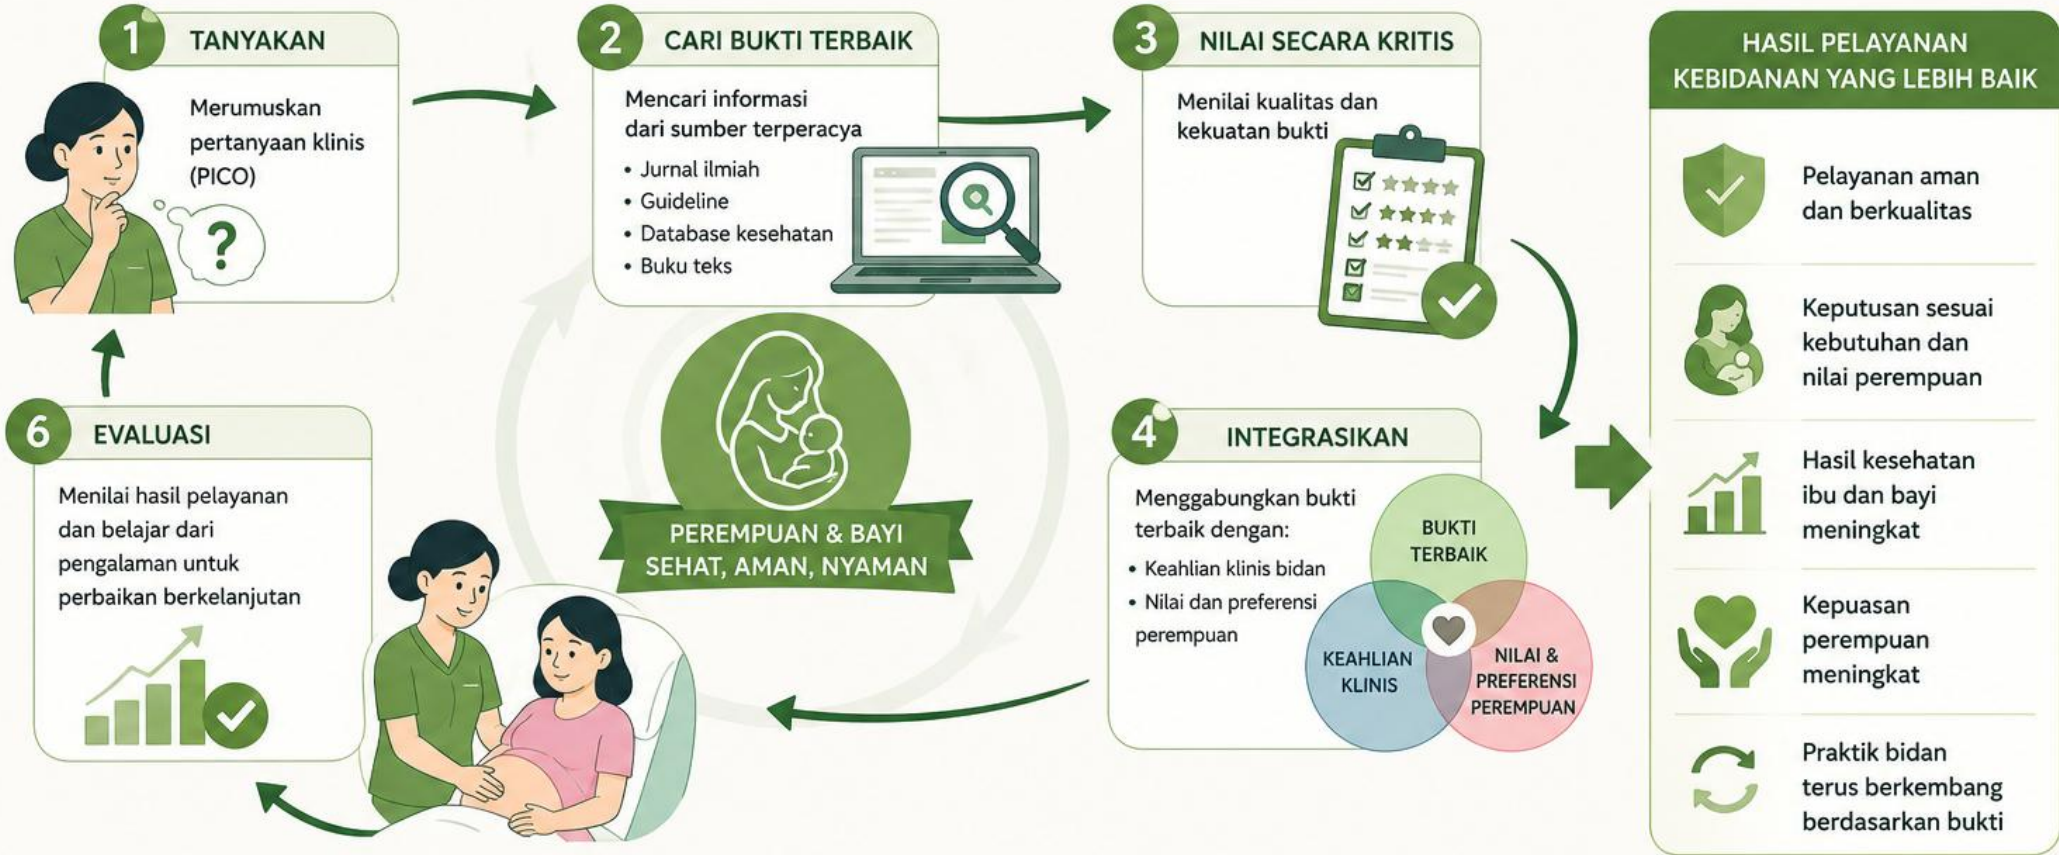 1
TANYAKAN
Merumuskan
pertanyaan klinis
(PICO)
?
2
CARI BUKTI TERBAIK
Mencari informasi
dari sumber terperacya
• Jurnal ilmiah
• Guideline
• Database kesehatan
• Buku teks
3
NILAI SECARA KRITIS
Menilai kualitas dan
kekuatan bukti
4
INTEGRASIKAN
Menggabungkan bukti
terbaik dengan:
• Keahlian klinis bidan
• Nilai dan preferensi
perempuan
BUKTI
TERBAIK
KEAHLIAN
KLINIS
NILAI &
PREFERENSI
PEREMPUAN
6
EVALUASI
Menilai hasil pelayanan
dan belajar dari
pengalaman untuk
perbaikan berkelanjutan
PEREMPUAN & BAYI
SEHAT, AMAN, NYAMAN
HASIL PELAYANAN
KEBIDANAN YANG LEBIH BAIK
Pelayanan aman
dan berkualitas
Keputusan sesuai
kebutuhan dan
nilai perempuan
Hasil kesehatan
ibu dan bayi
meningkat
Kepuasan
perempuan
meningkat
Praktik bidan
terus berkembang
berdasarkan bukti